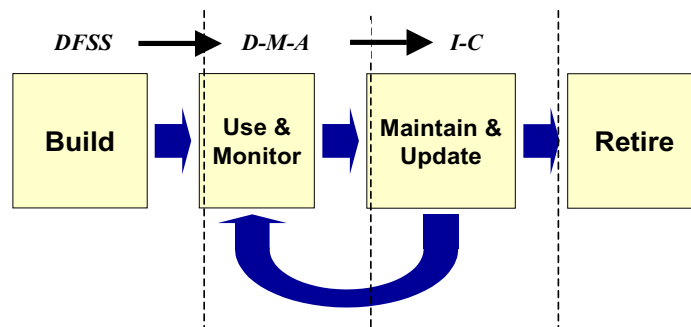 DFSS
D-M-A
I-C
Build
Use &
Monitor
Maintain &
Update
Retire